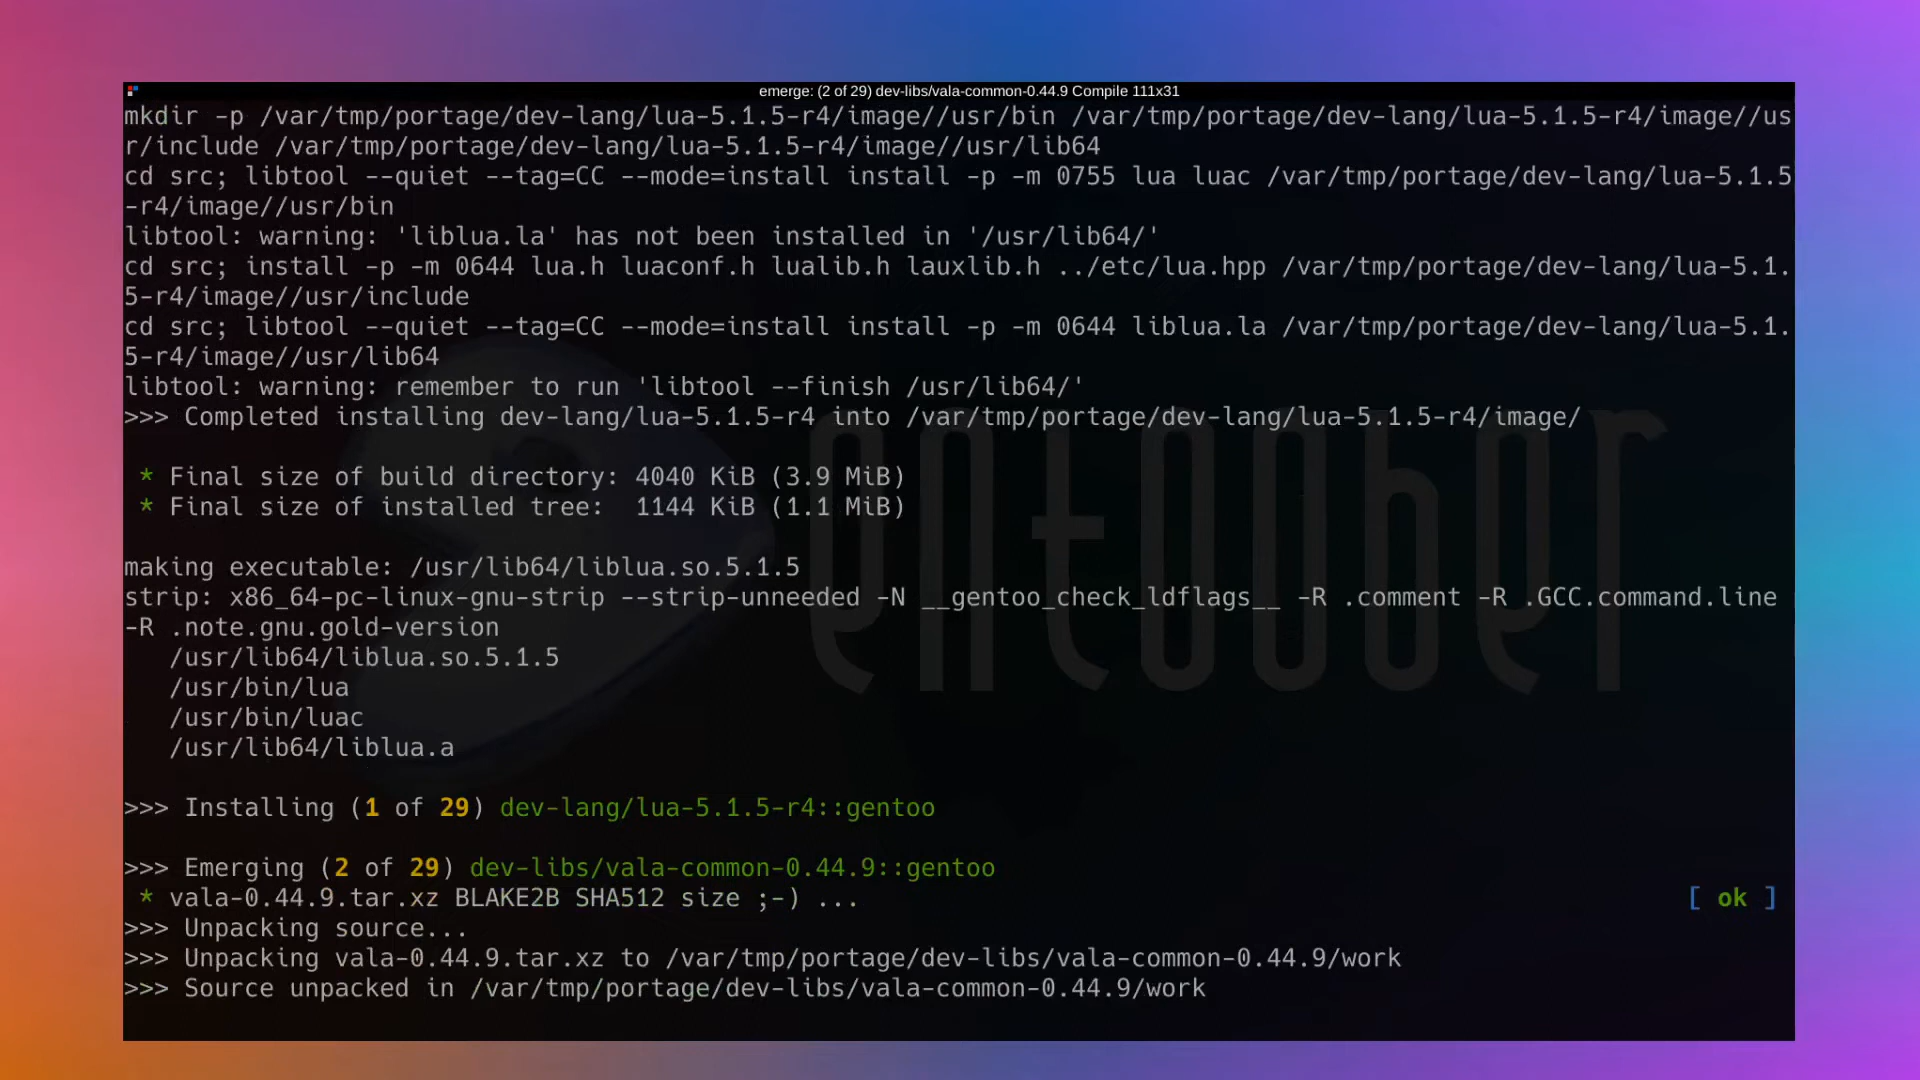 emerge: (2 of 29) dev-libs/vala-common-0.44.9 Compile 111x31
mkdir -p /var/tmp/portage/dev-lang/lua-5.1.5-r4/image//usr/bin /var/tmp/portage/dev-lang/lua-5.1.5-r4/image//us
r/include /var/tmp/portage/dev-lang/lua-5.1.5-r4/image//usr/lib64
cd src; libtool --quiet --tag=CC --mode=install install -p -m 0755 lua luac /var/tmp/portage/dev-lang/lua-5.1.5
-r4/image//usr/bin
libtool: warning: 'liblua.la' has not been installed in '/usr/lib64/'
cd src; install -p -m 0644 lua.h luaconf.h lualib.h lauxlib.h ../etc/lua.hpp /var/tmp/portage/dev-lang/lua-5.1.
5-r4/image//usr/include
cd src; libtool --quiet --tag=CC --mode=install install -p -m 0644 liblua.la /var/tmp/portage/dev-lang/lua-5.1.
5-r4/image//usr/lib64
libtool: warning: remember to run 'libtool --finish /usr/lib64/'
>>> Completed installing dev-lang/lua-5.1.5-r4 into /var/tmp/portage/dev-lang/lua-5.1.5-r4/image/
 * Final size of build directory: 4040 KiB (3.9 MiB)
 * Final size of installed tree:  1144 KiB (1.1 MiB)
entoober
making executable: /usr/lib64/liblua.so.5.1.5
strip: x86_64-pc-linux-gnu-strip --strip-unneeded -N __gentoo_check_ldflags__ -R .comment -R .GCC.command.line
-R .note.gnu.gold-version
   /usr/lib64/liblua.so.5.1.5
   /usr/bin/lua
   /usr/bin/luac
   /usr/lib64/liblua.a
>>> Installing (1 of 29) dev-lang/lua-5.1.5-r4::gentoo
>>> Emerging (2 of 29) dev-libs/vala-common-0.44.9::gentoo
 * vala-0.44.9.tar.xz BLAKE2B SHA512 size ;-) ... [ ok ]
>>> Unpacking source...
>>> Unpacking vala-0.44.9.tar.xz to /var/tmp/portage/dev-libs/vala-common-0.44.9/work
>>> Source unpacked in /var/tmp/portage/dev-libs/vala-common-0.44.9/work